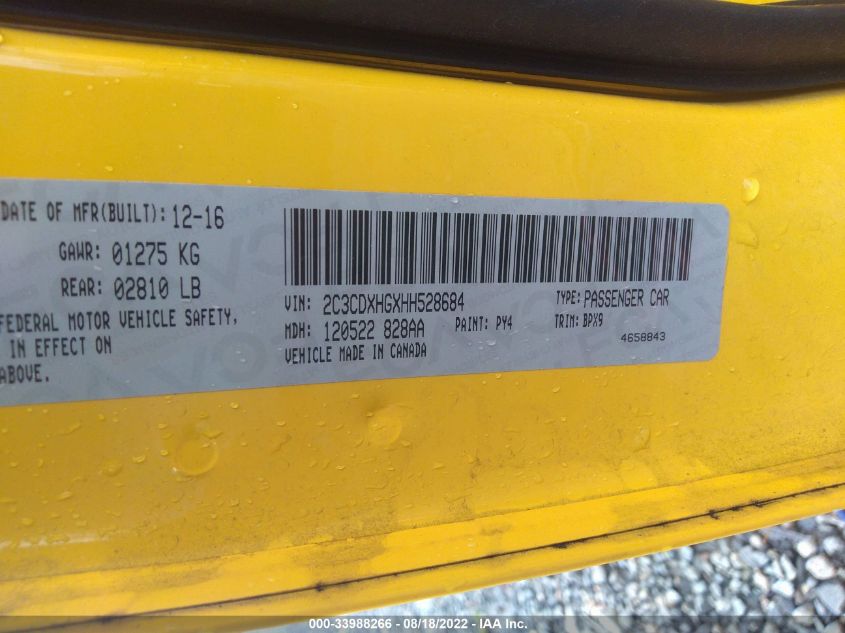 DATE OF MFR(BUILT): 12-16
GAWR: 01275 KG
REAR: 02810 LB
FEDERAL MOTOR VEHICLE SAFETY,
IN EFFECT ON
ABOVE.
VIN: 2C3CDXHGXHH528684
TYPE: PASSENGER CAR
MDH: 120522 828AA
PAINT: PY4
TRIM: BPX9
VEHICLE MADE IN CANADA
4658843
000-33988266 - 08/18/2022 - IAA Inc.